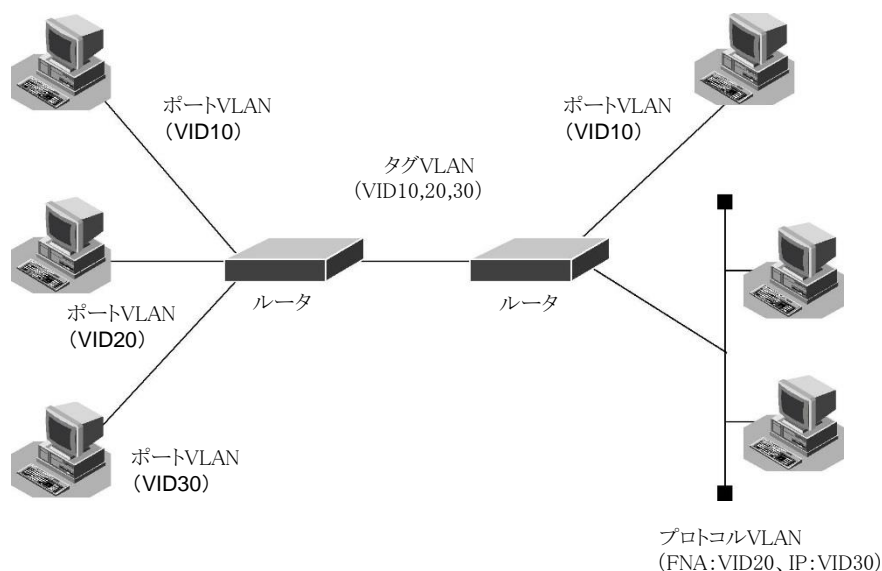 ポートVLAN
(VID10)
ポートVLAN
(VID10)
タグVLAN
(VID10,20,30)
ルータ
ルータ
ポートVLAN
(VID20)
ポートVLAN
(VID30)
プロトコルVLAN
(FNA:VID20、IP:VID30)